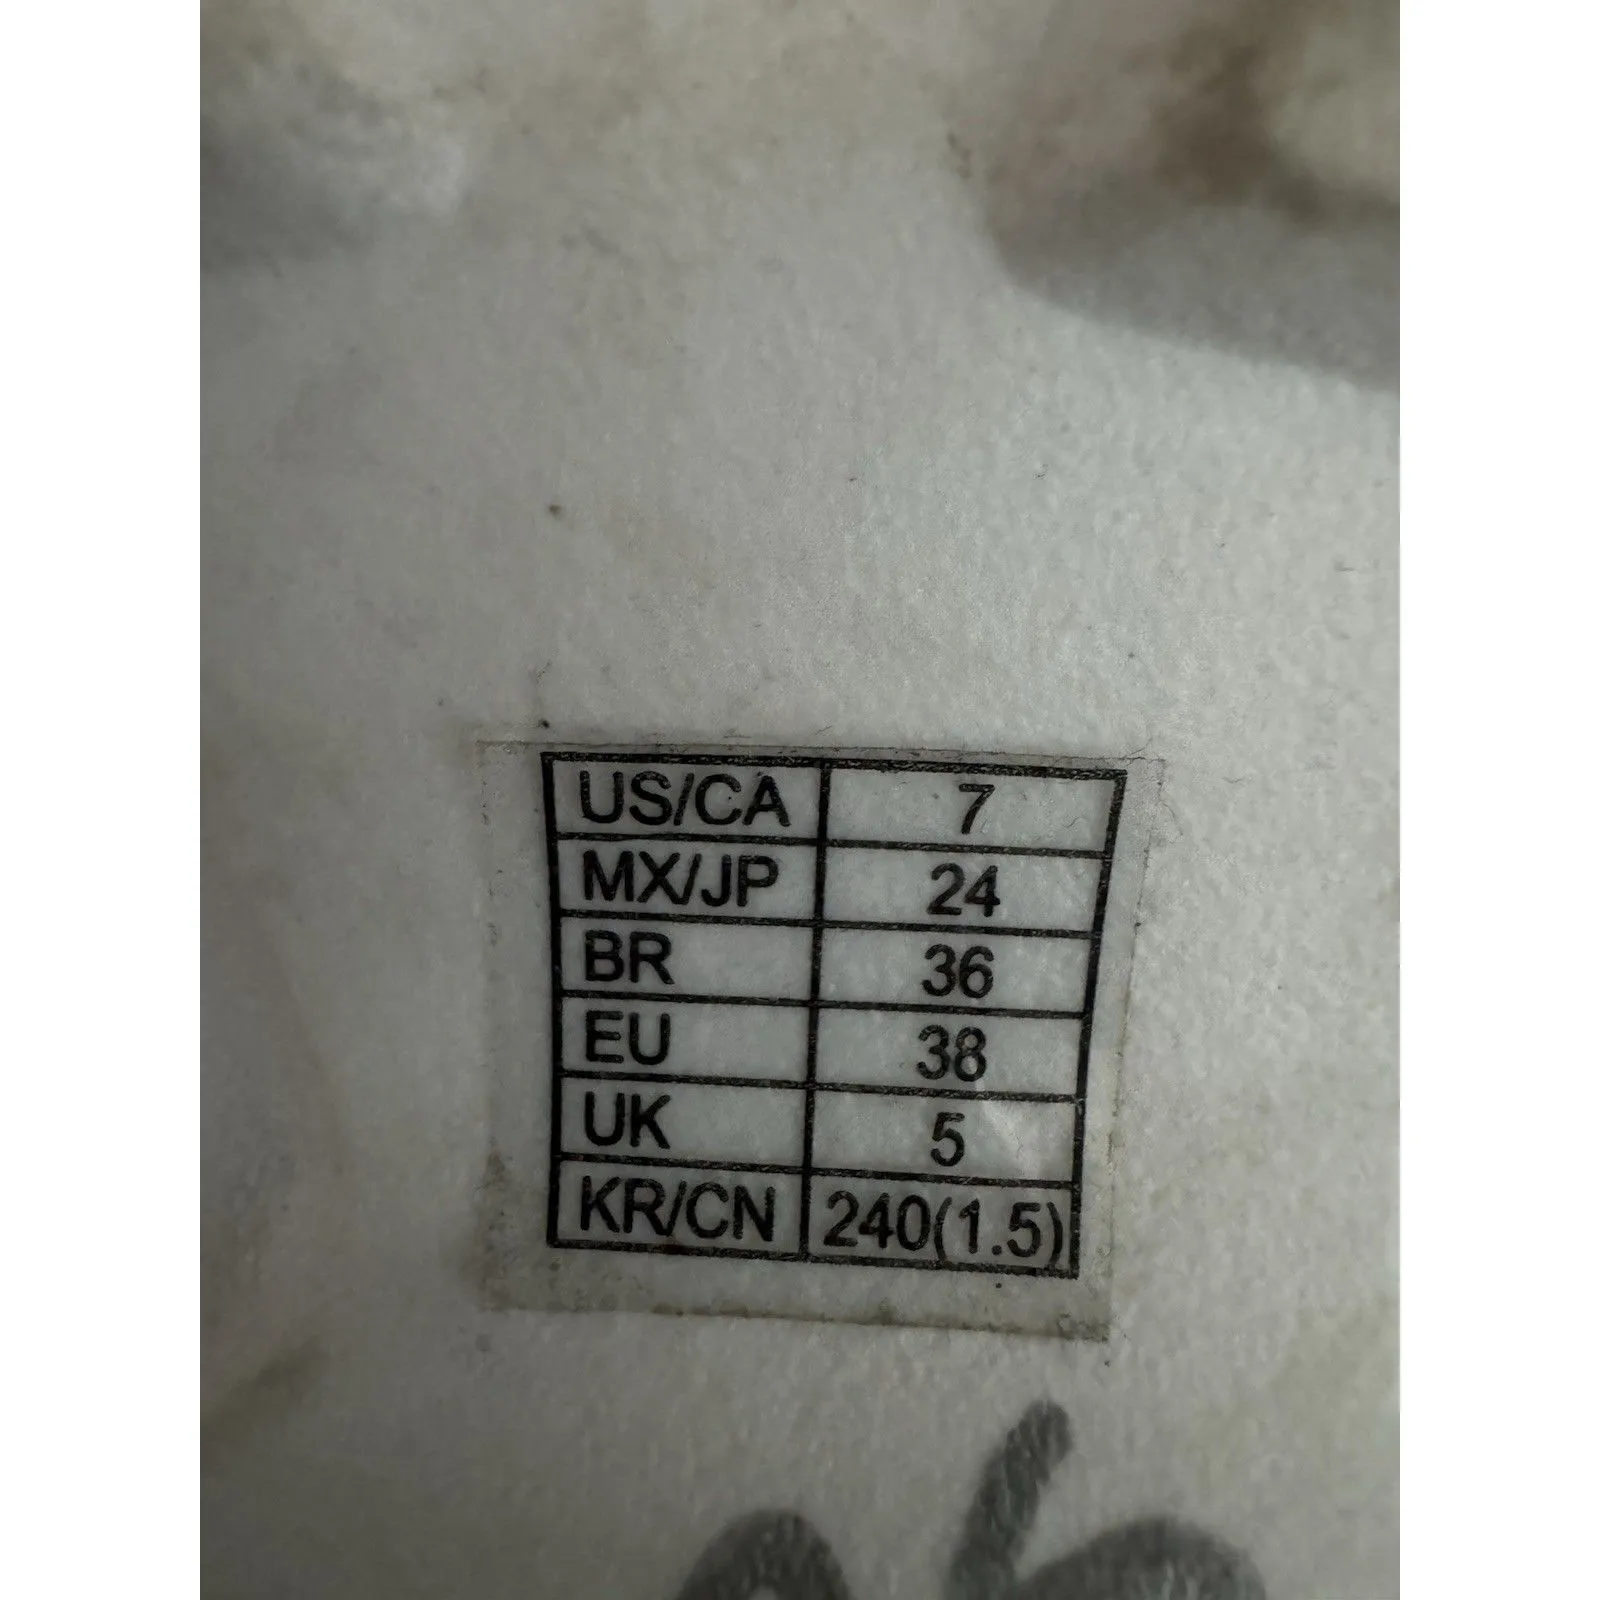 US/CA 7
MX/JP 24
BR 36
EU 38
UK 5
KR/CN 240(1.5)